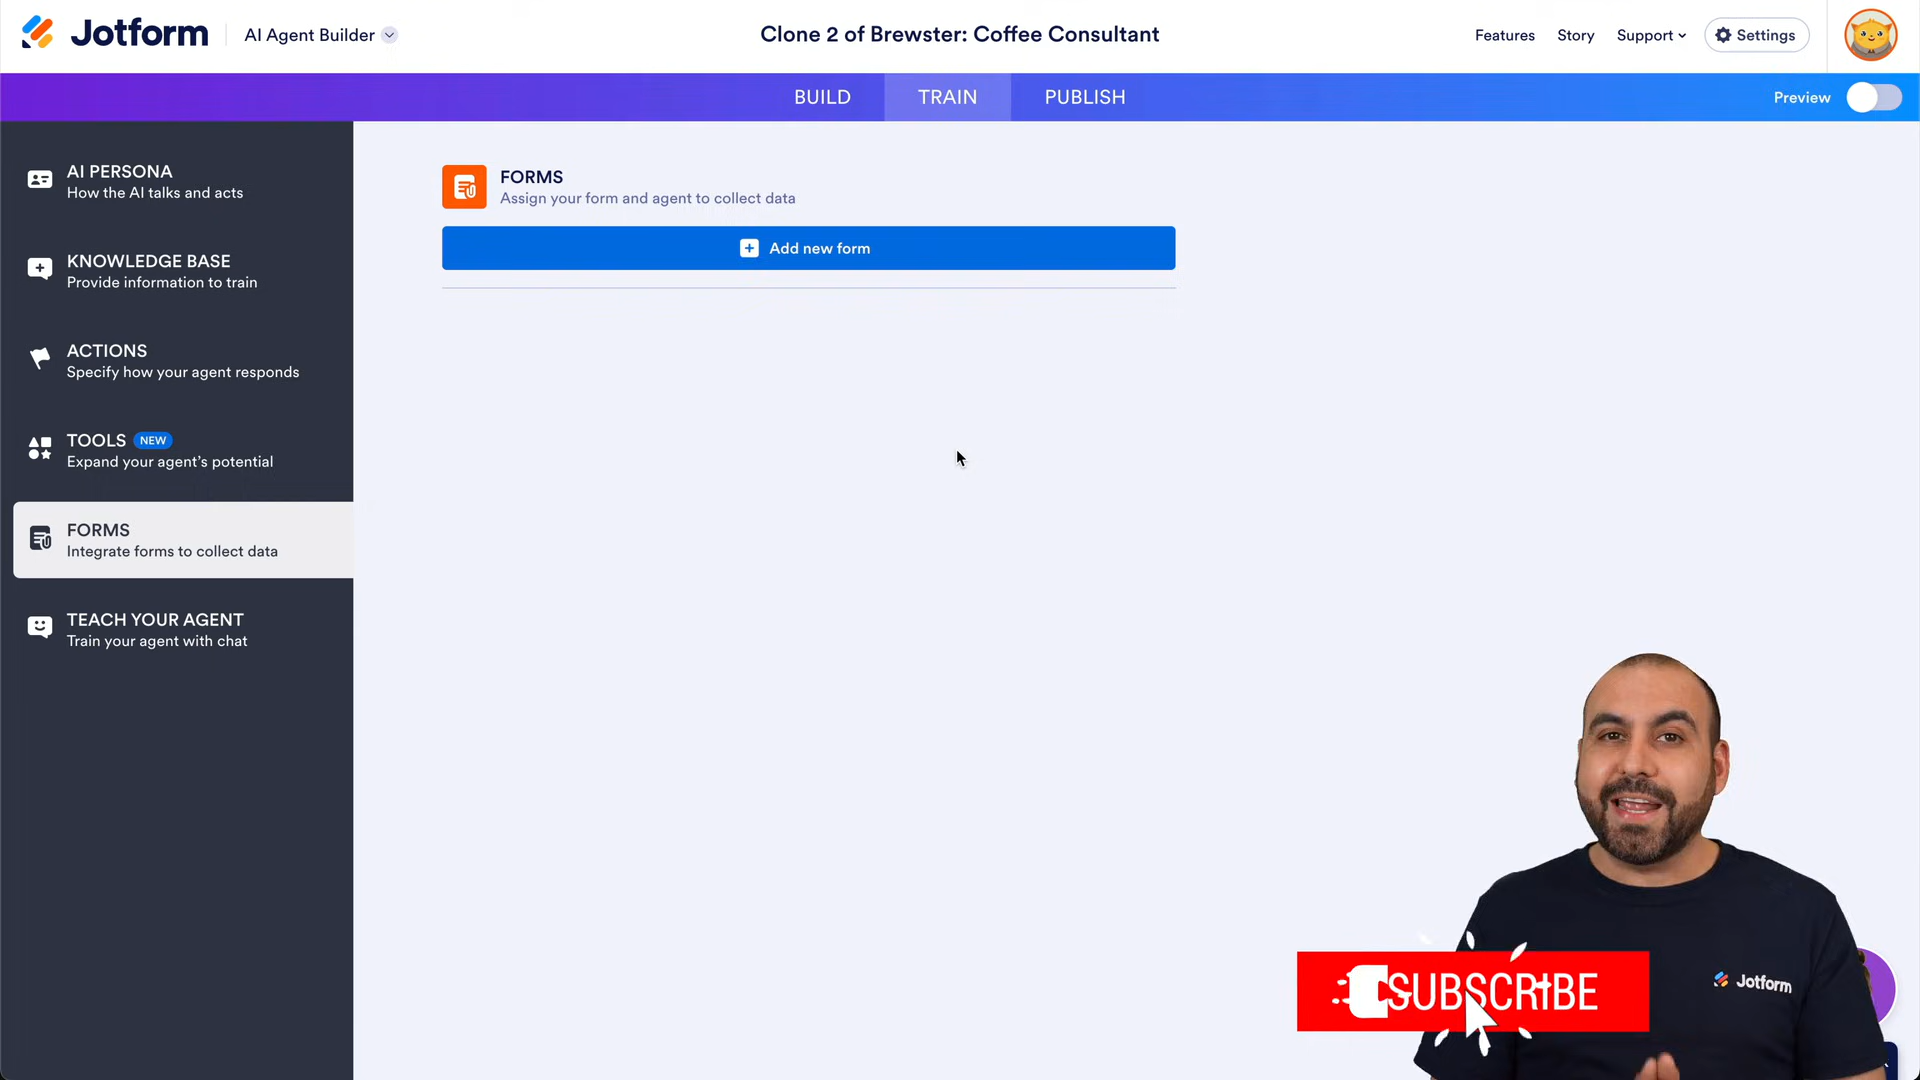 Jotform
AI Agent Builder
Clone 2 of Brewster: Coffee Consultant
Features
Story
Support
Settings
BUILD
TRAIN
PUBLISH
Preview
AI PERSONA
How the AI talks and acts
KNOWLEDGE BASE
Provide information to train
ACTIONS
Specify how your agent responds
TOOLS NEW
Expand your agent's potential
FORMS
Integrate forms to collect data
TEACH YOUR AGENT
Train your agent with chat
FORMS
Assign your form and agent to collect data
Add new form
SUBSCRIBE
Jotform